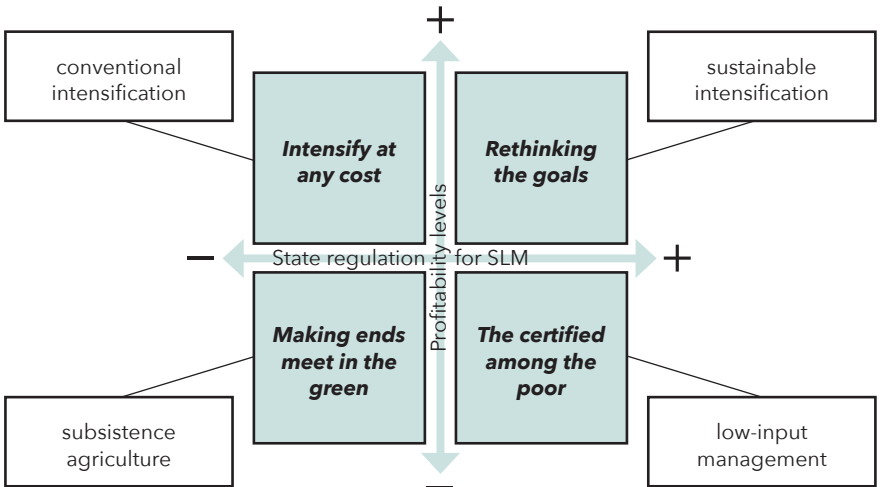 +
conventional
intensification
sustainable
intensification
Intensify at
any cost
Rethinking
the goals
Profitability levels
− State regulation for SLM +
Making ends
meet in the
green
The certified
among the
poor
subsistence
agriculture
low-input
management
−